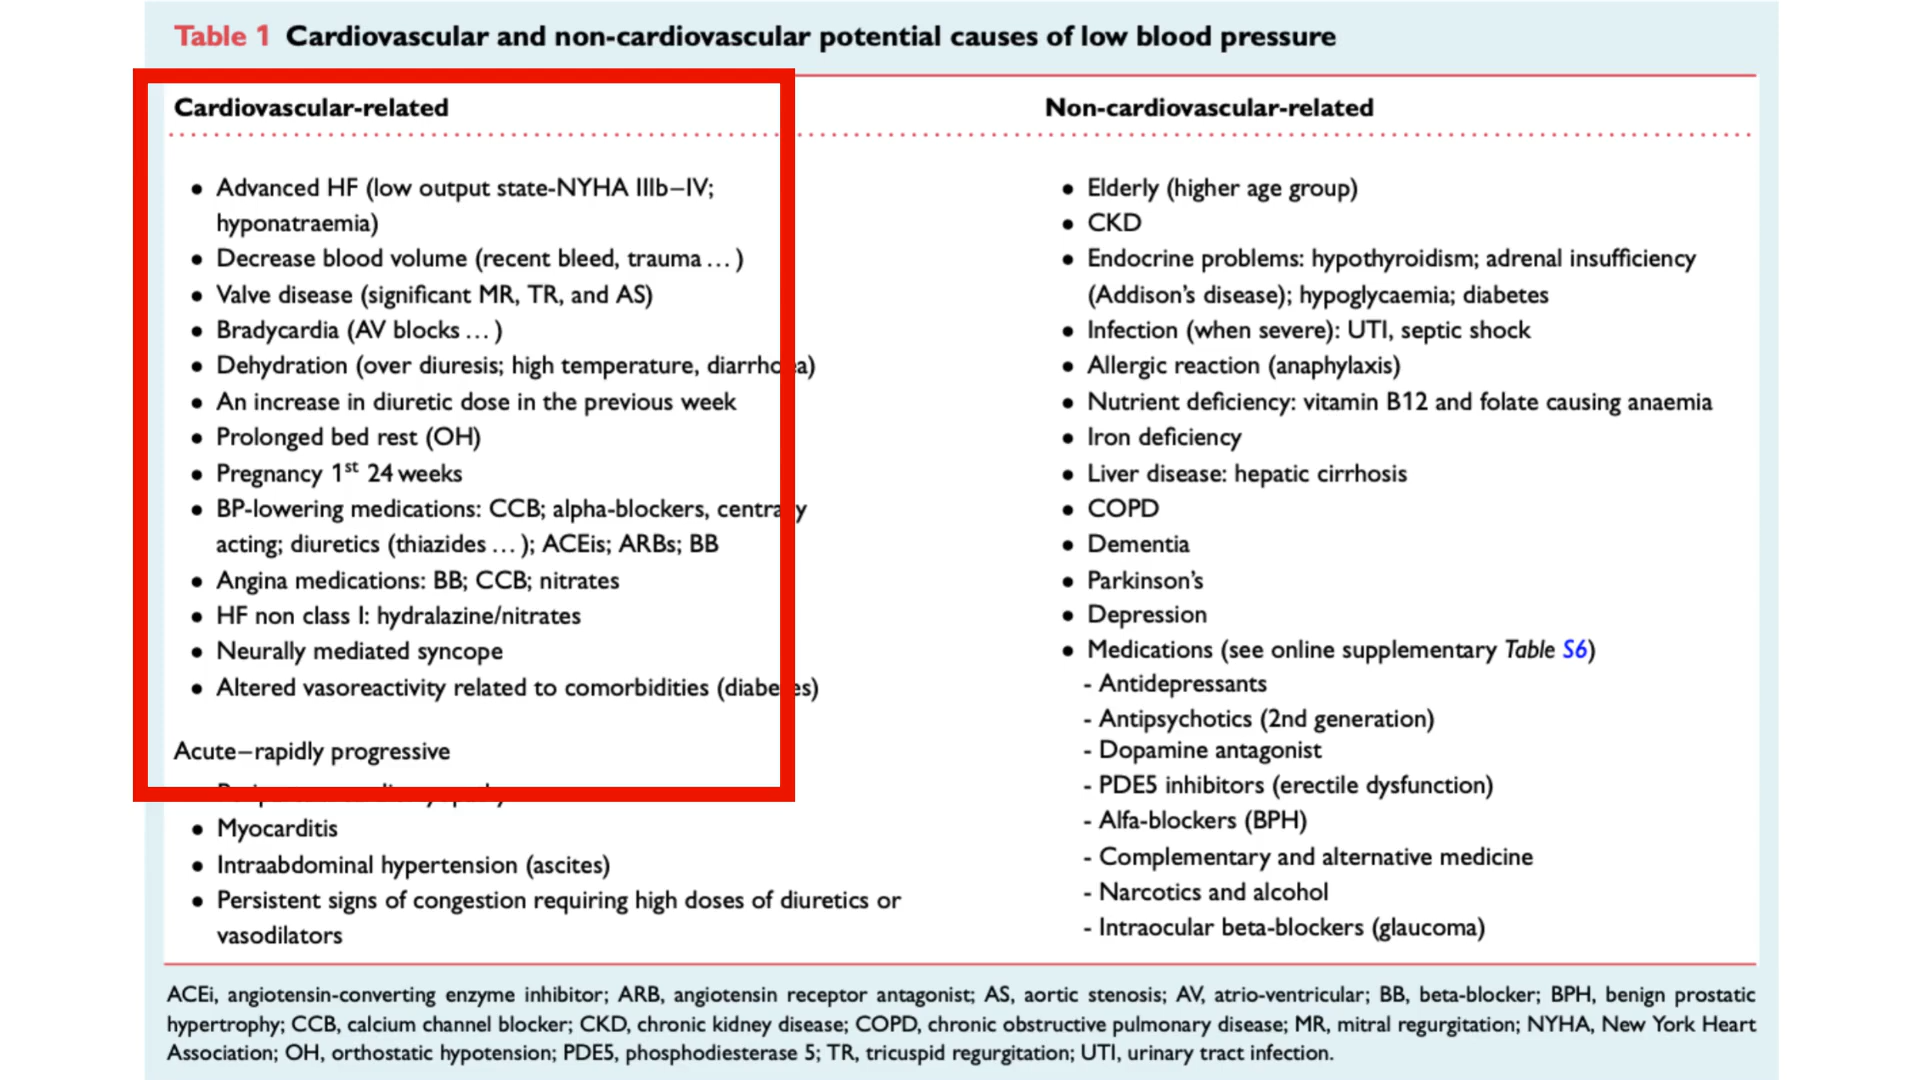 Table 1 Cardiovascular and non-cardiovascular potential causes of low blood pressure
Cardiovascular-related
• Advanced HF (low output state-NYHA IIIb–IV;
hyponatraemia)
• Decrease blood volume (recent bleed, trauma … )
• Valve disease (significant MR, TR, and AS)
• Bradycardia (AV blocks … )
• Dehydration (over diuresis; high temperature, diarrhoea)
• An increase in diuretic dose in the previous week
• Prolonged bed rest (OH)
• Pregnancy 1st 24 weeks
• BP-lowering medications: CCB; alpha-blockers, centrally
acting; diuretics (thiazides … ); ACEis; ARBs; BB
• Angina medications: BB; CCB; nitrates
• HF non class I: hydralazine/nitrates
• Neurally mediated syncope
• Altered vasoreactivity related to comorbidities (diabetes)
Acute–rapidly progressive
• Myocarditis
• Intraabdominal hypertension (ascites)
• Persistent signs of congestion requiring high doses of diuretics or
vasodilators
Non-cardiovascular-related
• Elderly (higher age group)
• CKD
• Endocrine problems: hypothyroidism; adrenal insufficiency
(Addison's disease); hypoglycaemia; diabetes
• Infection (when severe): UTI, septic shock
• Allergic reaction (anaphylaxis)
• Nutrient deficiency: vitamin B12 and folate causing anaemia
• Iron deficiency
• Liver disease: hepatic cirrhosis
• COPD
• Dementia
• Parkinson's
• Depression
• Medications (see online supplementary Table S6)
- Antidepressants
- Antipsychotics (2nd generation)
- Dopamine antagonist
- PDE5 inhibitors (erectile dysfunction)
- Alfa-blockers (BPH)
- Complementary and alternative medicine
- Narcotics and alcohol
- Intraocular beta-blockers (glaucoma)
ACEi, angiotensin-converting enzyme inhibitor; ARB, angiotensin receptor antagonist; AS, aortic stenosis; AV, atrio-ventricular; BB, beta-blocker; BPH, benign prostatic
hypertrophy; CCB, calcium channel blocker; CKD, chronic kidney disease; COPD, chronic obstructive pulmonary disease; MR, mitral regurgitation; NYHA, New York Heart
Association; OH, orthostatic hypotension; PDE5, phosphodiesterase 5; TR, tricuspid regurgitation; UTI, urinary tract infection.